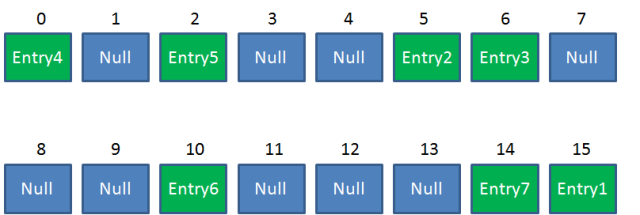 0 1 2 3 4 5 6 7
Entry4 Null Entry5 Null Null Entry2 Entry3 Null
8 9 10 11 12 13 14 15
Null Null Entry6 Null Null Null Entry7 Entry1